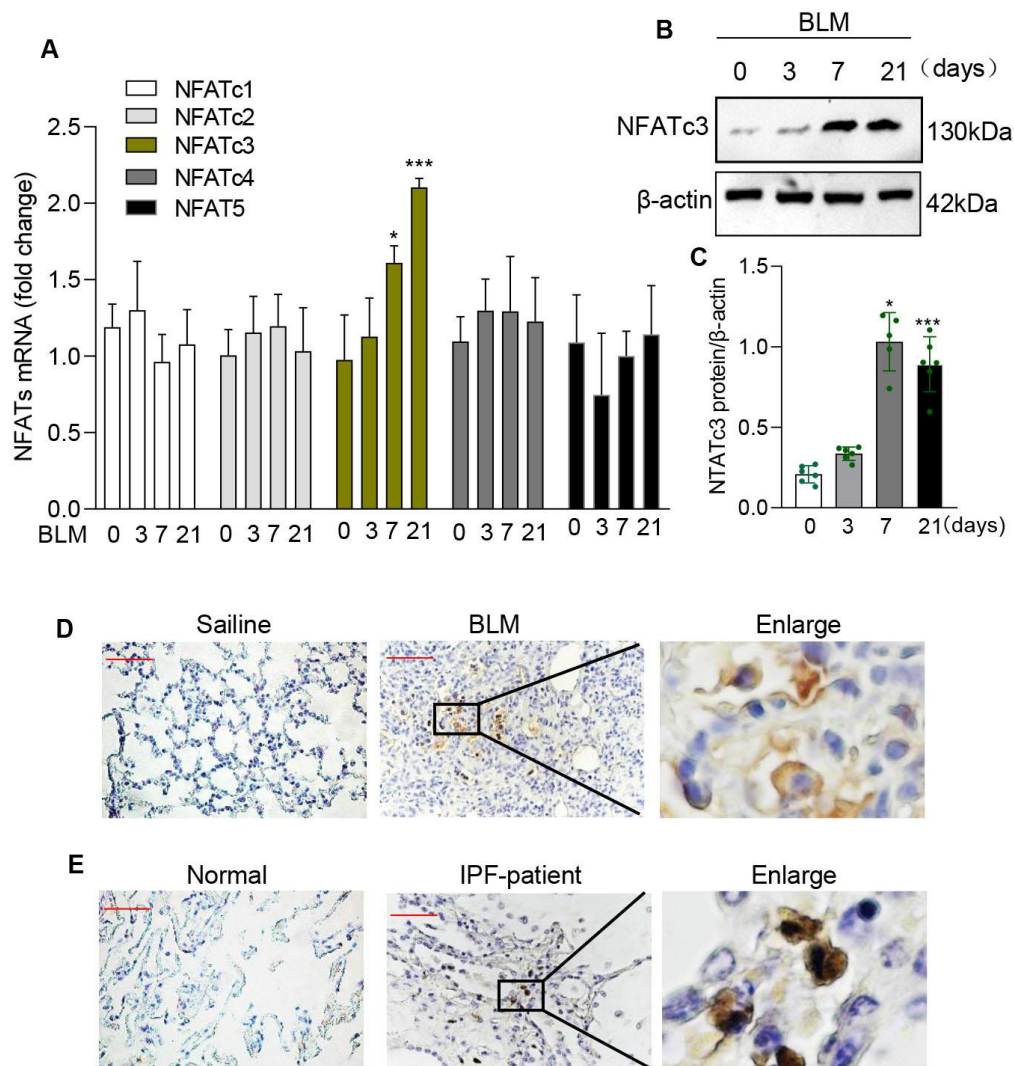 A
NFATc1
NFATc2
NFATc3
NFATc4
NFAT5
NFATs mRNA (fold change)
2.5
2.0
1.5
1.0
0.5
0.0
*
***
BLM 0 3 7 21 0 3 7 21 0 3 7 21 0 3 7 21 0 3 7 21
B
BLM
0 3 7 21 (days)
NFATc3 130kDa
β-actin 42kDa
C
NTATc3 protein/β-actin
1.5
1.0
0.5
0.0
*
***
0 3 7 21(days)
D
Sailine BLM Enlarge
E
Normal IPF-patient Enlarge